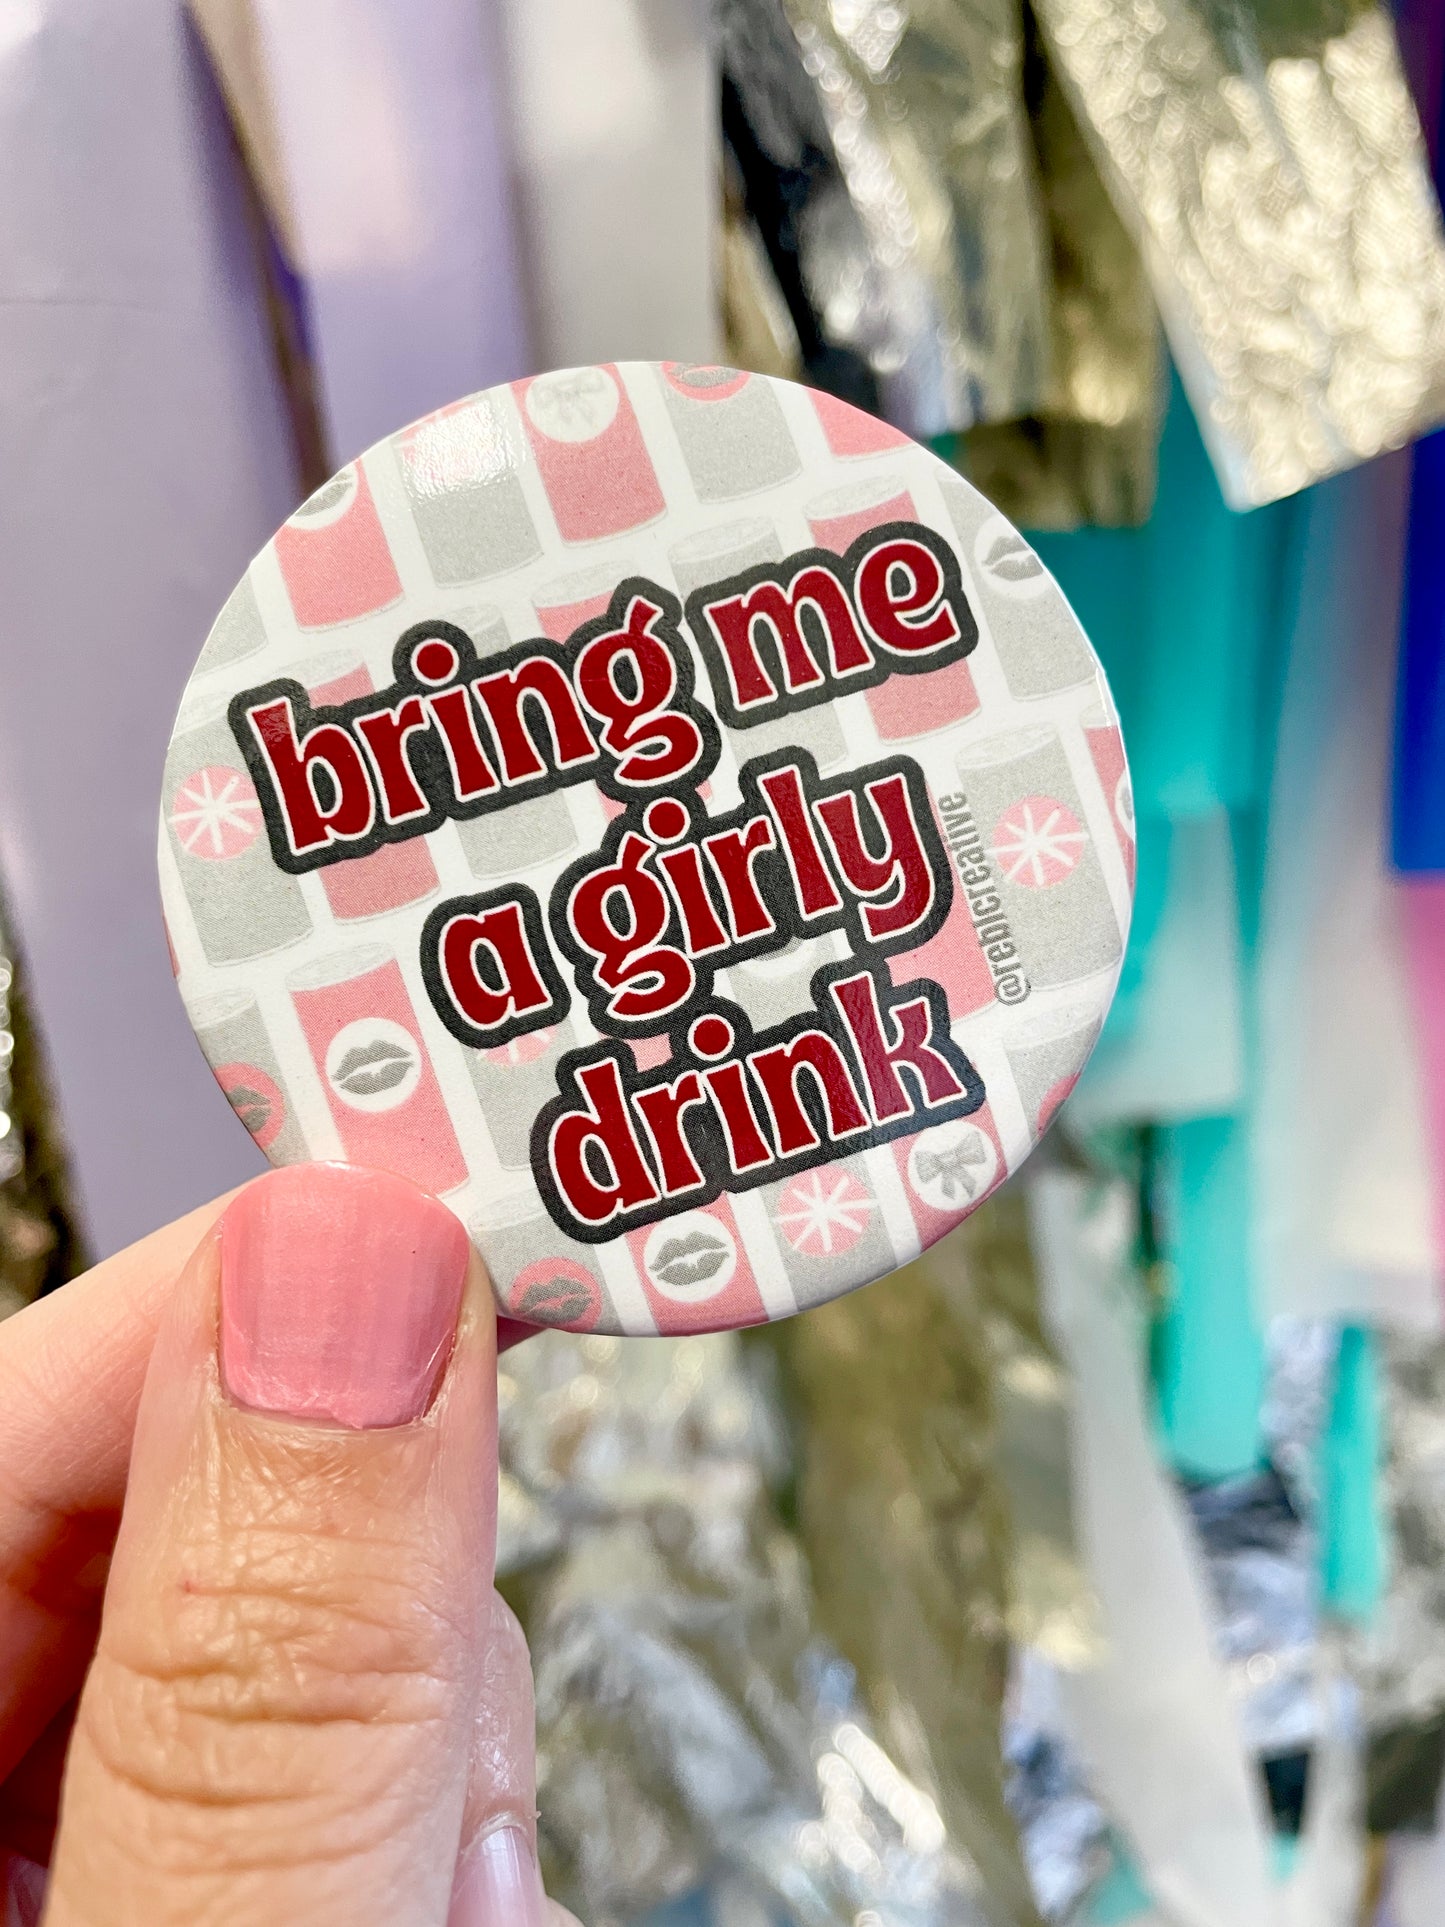 bring me
a girly
drink
@rebicreative